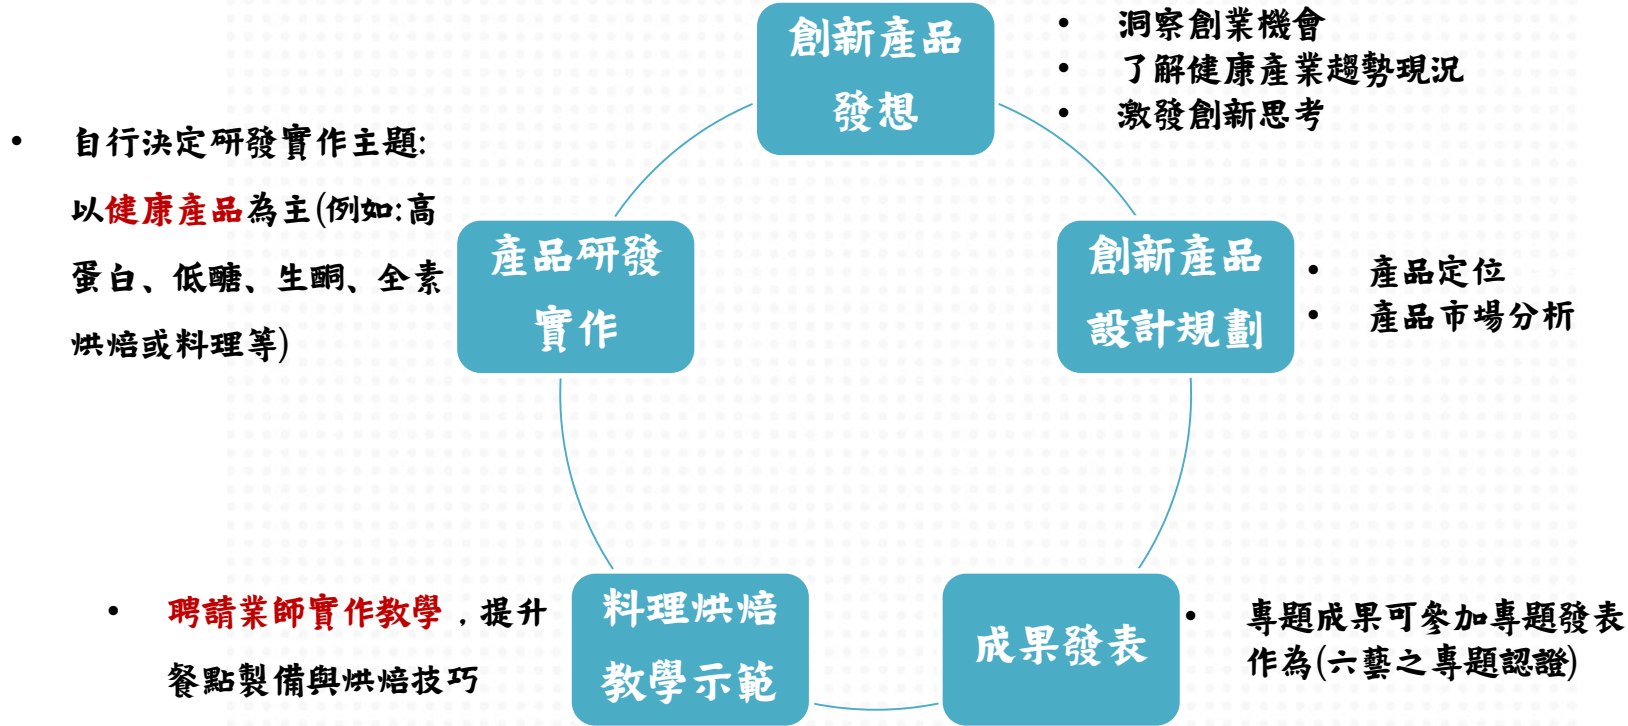 創新產品
發想
• 洞察創業機會
• 了解健康產業趨勢現況
• 激發創新思考
創新產品
設計規劃
• 產品定位
• 產品市場分析
成果發表
• 專題成果可參加專題發表
作為(六藝之專題認證)
料理烘焙
教學示範
• 聘請業師實作教學，提升
餐點製備與烘焙技巧
產品研發
實作
• 自行決定研發實作主題:
以健康產品為主(例如:高
蛋白、低醣、生酮、全素
烘焙或料理等)